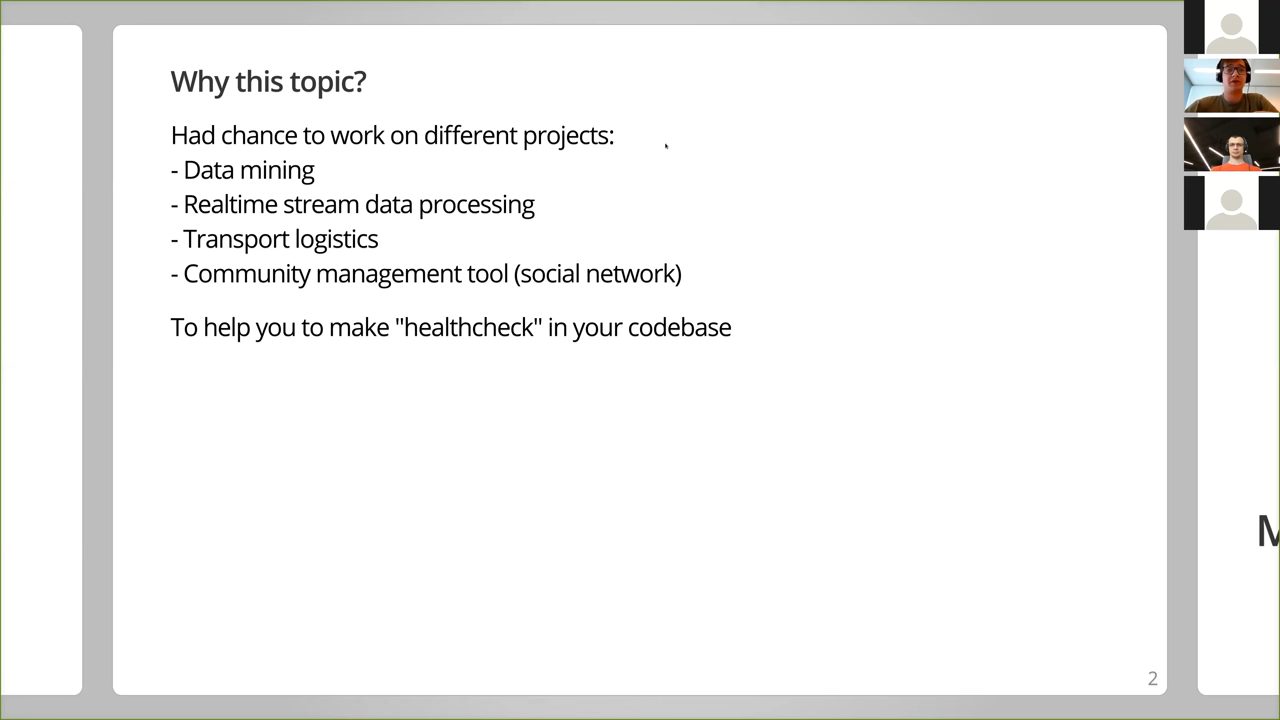 Why this topic?
Had chance to work on different projects:
- Data mining
- Realtime stream data processing
- Transport logistics
- Community management tool (social network)
To help you to make "healthcheck" in your codebase
2
M